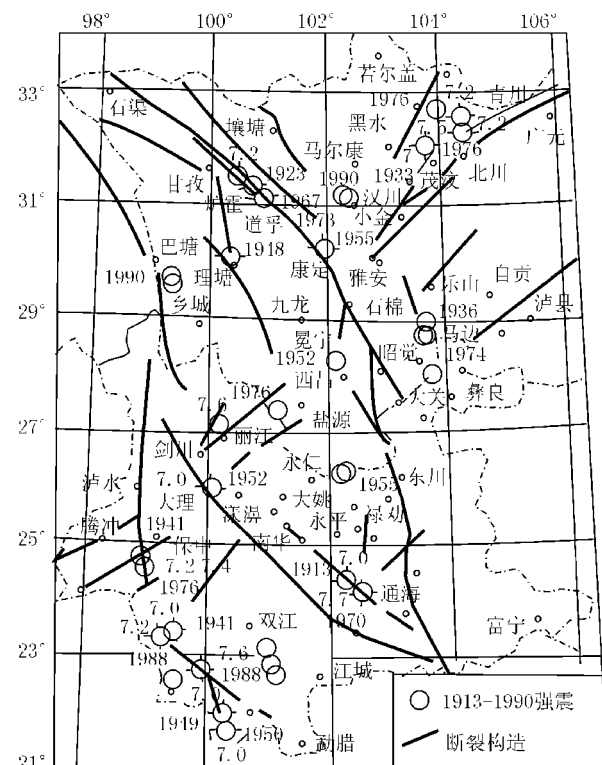 98° 100° 102° 101° 106°
33°
31°
29°
27°
25°
23°
21°
若尔盖
7.2
青川
1976
石渠
黑水
7.2
壤塘
广元
马尔康
7
1976
7.2
1923
1990
1933
北川
甘孜
茂汶
炉霍
1967
汶川
道孚
1973
小金
1918
1955
巴塘
康定
雅安
1990
理塘
乐山
自贡
乡城
九龙
石棉
1936
泸县
冕宁
马边
1952
昭觉
1974
西昌
1976
大关
彝良
7.6
盐源
丽江
剑川
永仁
7.0
1952
1955
东川
泸水
大理
大姚
禄劝
腾冲
1941
漾濞
永平
保山
南华
7.0
7.2
7.4
1913
1976
7.7
通海
7.0
1970
7.2
1941
双江
富宁
7.6
1988
1988
江城
7.
1949
1950
勐腊
7.0
1913-1990强震
断裂构造